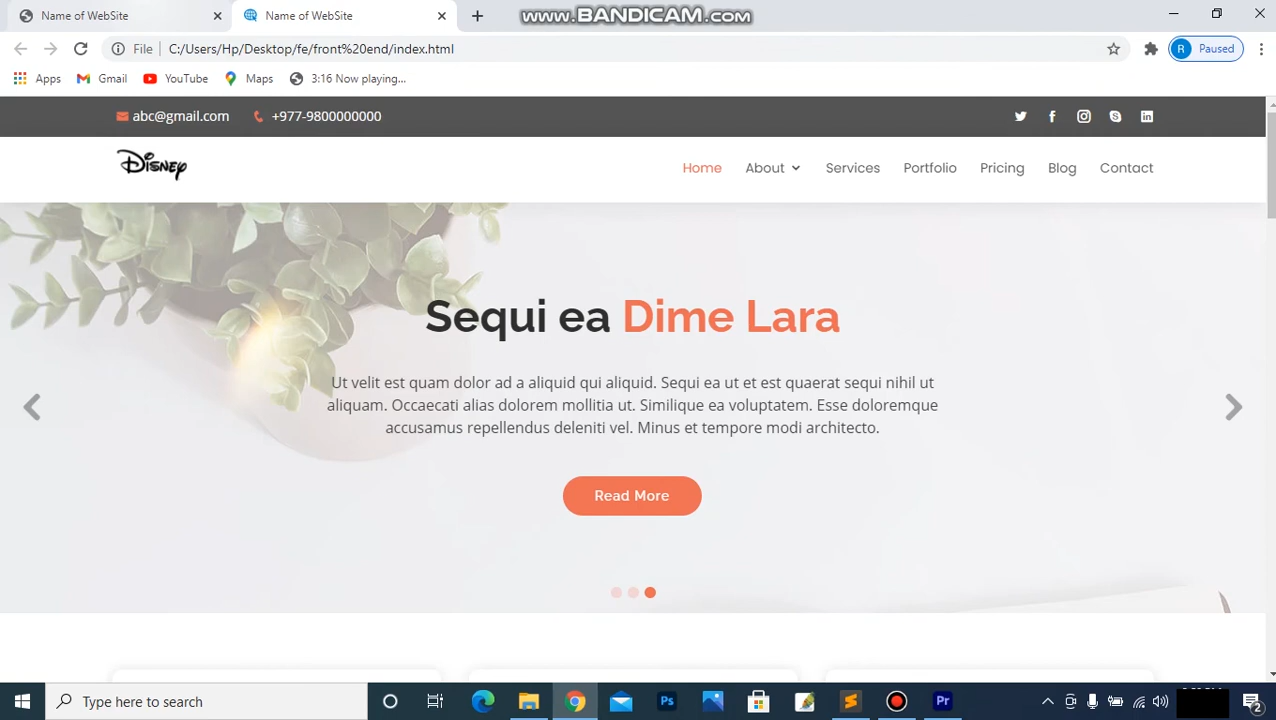 Name of WebSite
Name of WebSite
www.BANDICAM.com
File
C:/Users/Hp/Desktop/fe/front%20end/index.html
R
Paused
Apps
Gmail
YouTube
Maps
3:16 Now playing...
abc@gmail.com
+977-9800000000
Disney
Home
About
Services
Portfolio
Pricing
Blog
Contact
Sequi ea Dime Lara
Ut velit est quam dolor ad a aliquid qui aliquid. Sequi ea ut et est quaerat sequi nihil ut
aliquam. Occaecati alias dolorem mollitia ut. Similique ea voluptatem. Esse doloremque
accusamus repellendus deleniti vel. Minus et tempore modi architecto.
Read More
Type here to search
Ps
Pr
2